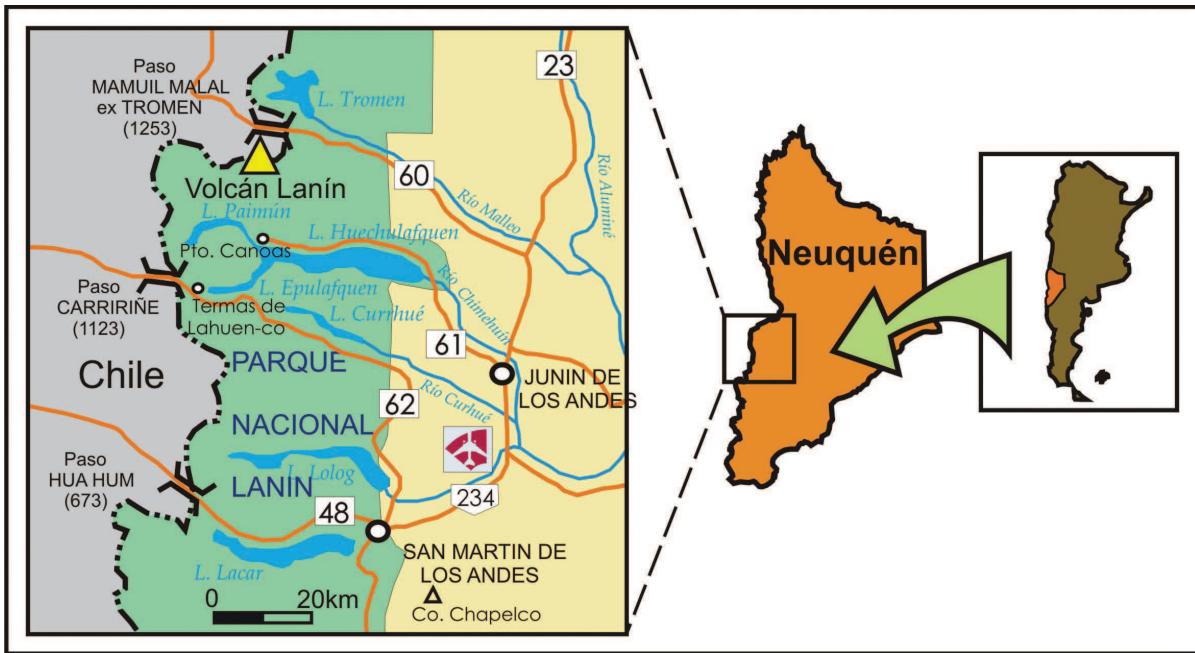 Paso
MAMUIL MALAL
ex TROMEN
(1253)
L. Tromen
23
Volcán Lanín
60
Río Malleo
Río Aluminé
L. Paimún
L. Huechulafquen
Pto. Canoas
Paso
CARRIRIÑE
(1123)
L. Epulafquen
Termas de
Lahuen-co
L. Currhué
Río Chimehuín
61
Chile
PARQUE
NACIONAL
LANIN
62
Río Curhué
JUNIN DE
LOS ANDES
Paso
HUA HUM
(673)
L. Lolog
234
48
L. Lacar
SAN MARTIN DE
LOS ANDES
Co. Chapelco
0 20km
Neuquén